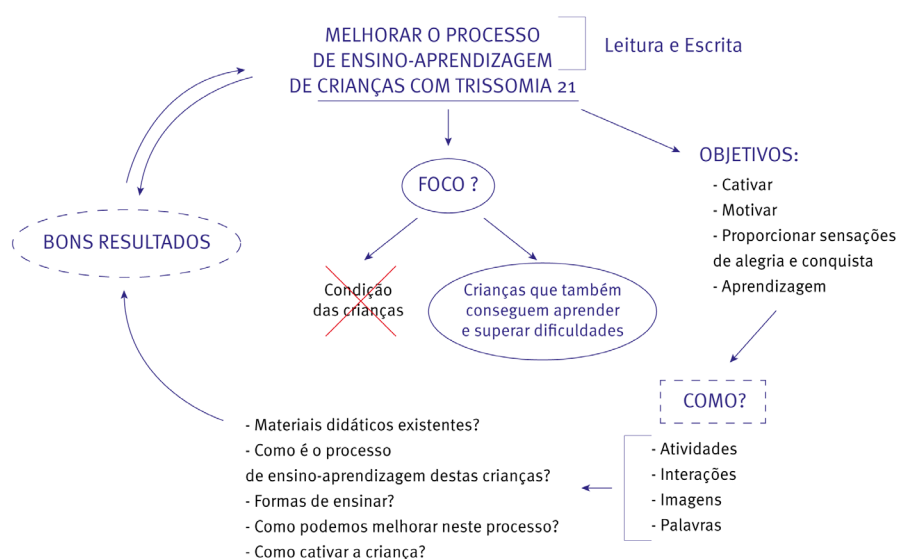 MELHORAR O PROCESSO
DE ENSINO-APRENDIZAGEM
DE CRIANÇAS COM TRISSOMIA 21
Leitura e Escrita
FOCO ?
Condição
das crianças
Crianças que também
conseguem aprender
e superar dificuldades
OBJETIVOS:
- Cativar
- Motivar
- Proporcionar sensações
de alegria e conquista
- Aprendizagem
COMO?
- Atividades
- Interações
- Imagens
- Palavras
- Materiais didáticos existentes?
- Como é o processo
de ensino-aprendizagem destas crianças?
- Formas de ensinar?
- Como podemos melhorar neste processo?
- Como cativar a criança?
BONS RESULTADOS